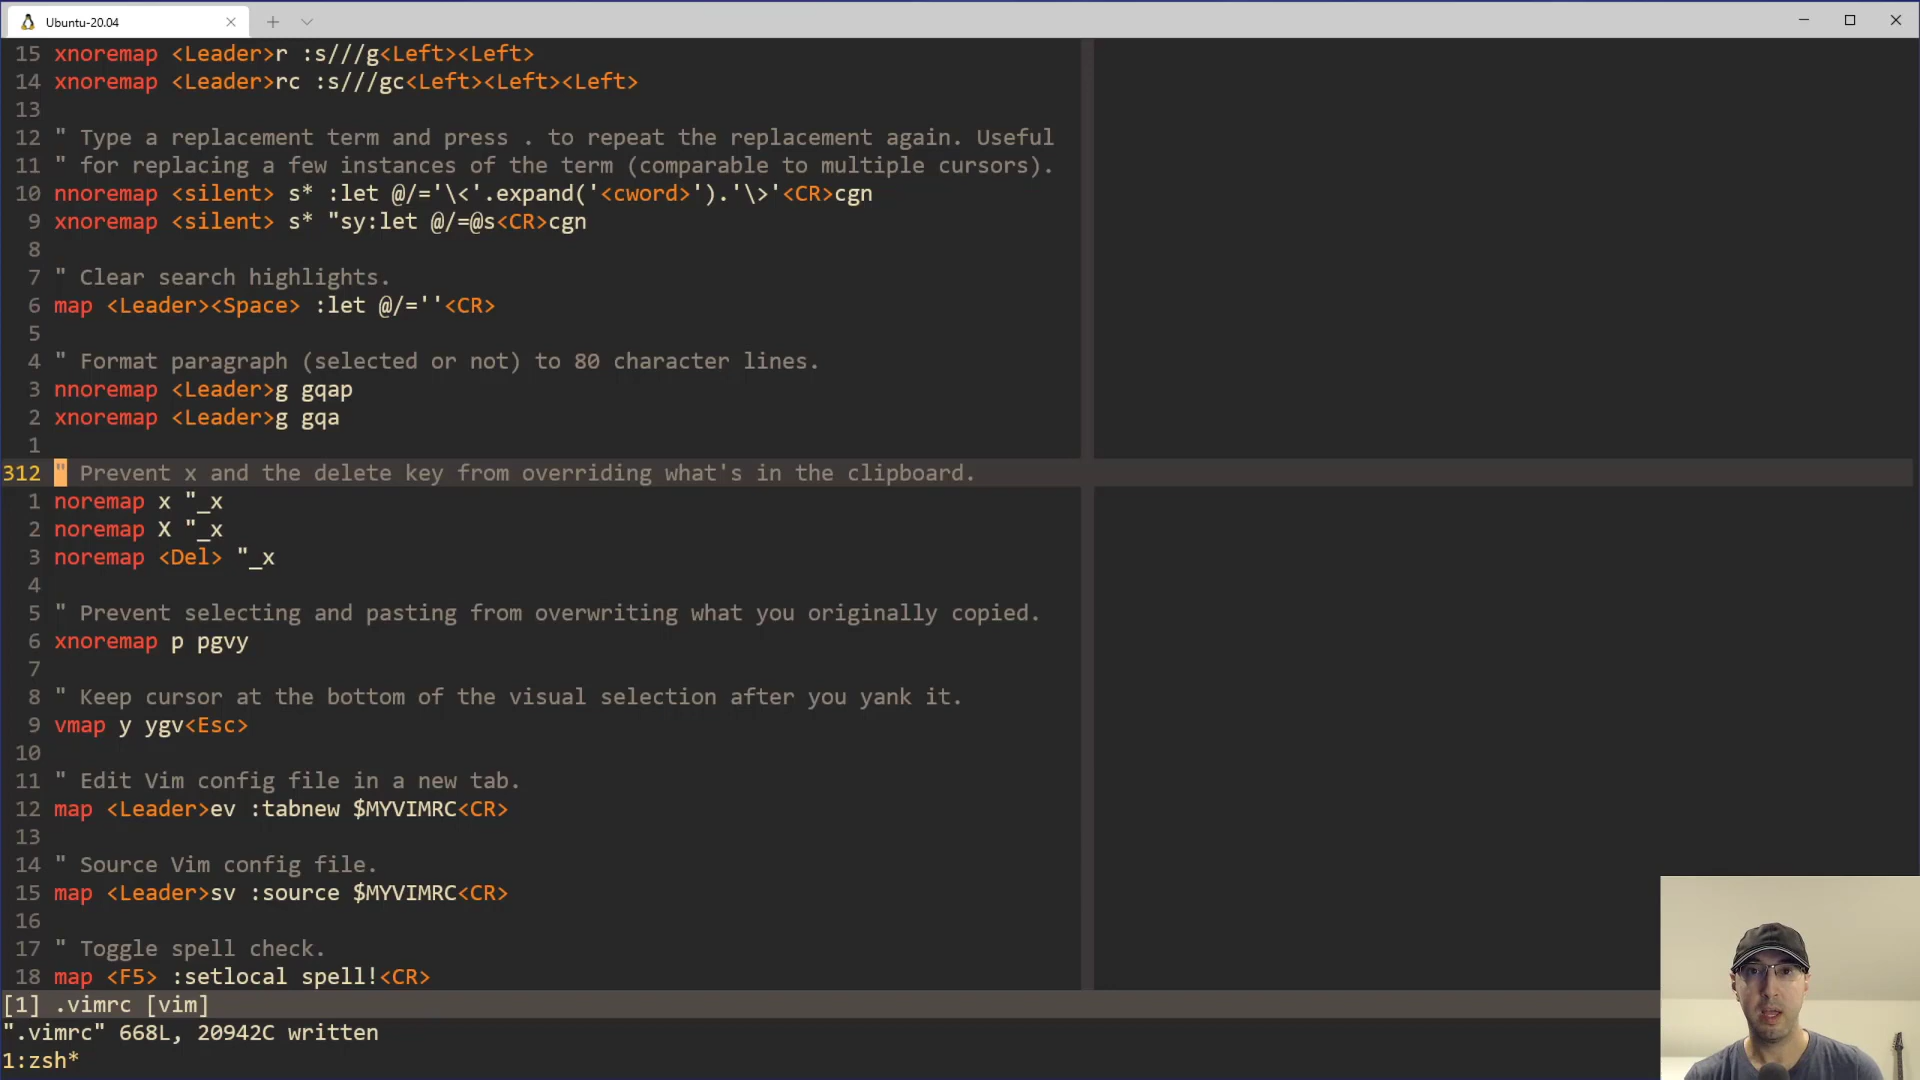 Ubuntu-20.04
15 xnoremap <Leader>r :s///g<Left><Left>
14 xnoremap <Leader>rc :s///gc<Left><Left><Left>
13
12 " Type a replacement term and press . to repeat the replacement again. Useful
11 " for replacing a few instances of the term (comparable to multiple cursors).
10 nnoremap <silent> s* :let @/='\<'.expand('<cword>').'\>'<CR>cgn
9 xnoremap <silent> s* "sy:let @/=@s<CR>cgn
8
7 " Clear search highlights.
6 map <Leader><Space> :let @/=''<CR>
5
4 " Format paragraph (selected or not) to 80 character lines.
3 nnoremap <Leader>g gqap
2 xnoremap <Leader>g gqa
1
312 " Prevent x and the delete key from overriding what's in the clipboard.
1 noremap x "_x
2 noremap X "_x
3 noremap <Del> "_x
4
5 " Prevent selecting and pasting from overwriting what you originally copied.
6 xnoremap p pgvy
7
8 " Keep cursor at the bottom of the visual selection after you yank it.
9 vmap y ygv<Esc>
10
11 " Edit Vim config file in a new tab.
12 map <Leader>ev :tabnew $MYVIMRC<CR>
13
14 " Source Vim config file.
15 map <Leader>sv :source $MYVIMRC<CR>
16
17 " Toggle spell check.
18 map <F5> :setlocal spell!<CR>
[1] .vimrc [vim]
".vimrc" 668L, 20942C written
1:zsh*